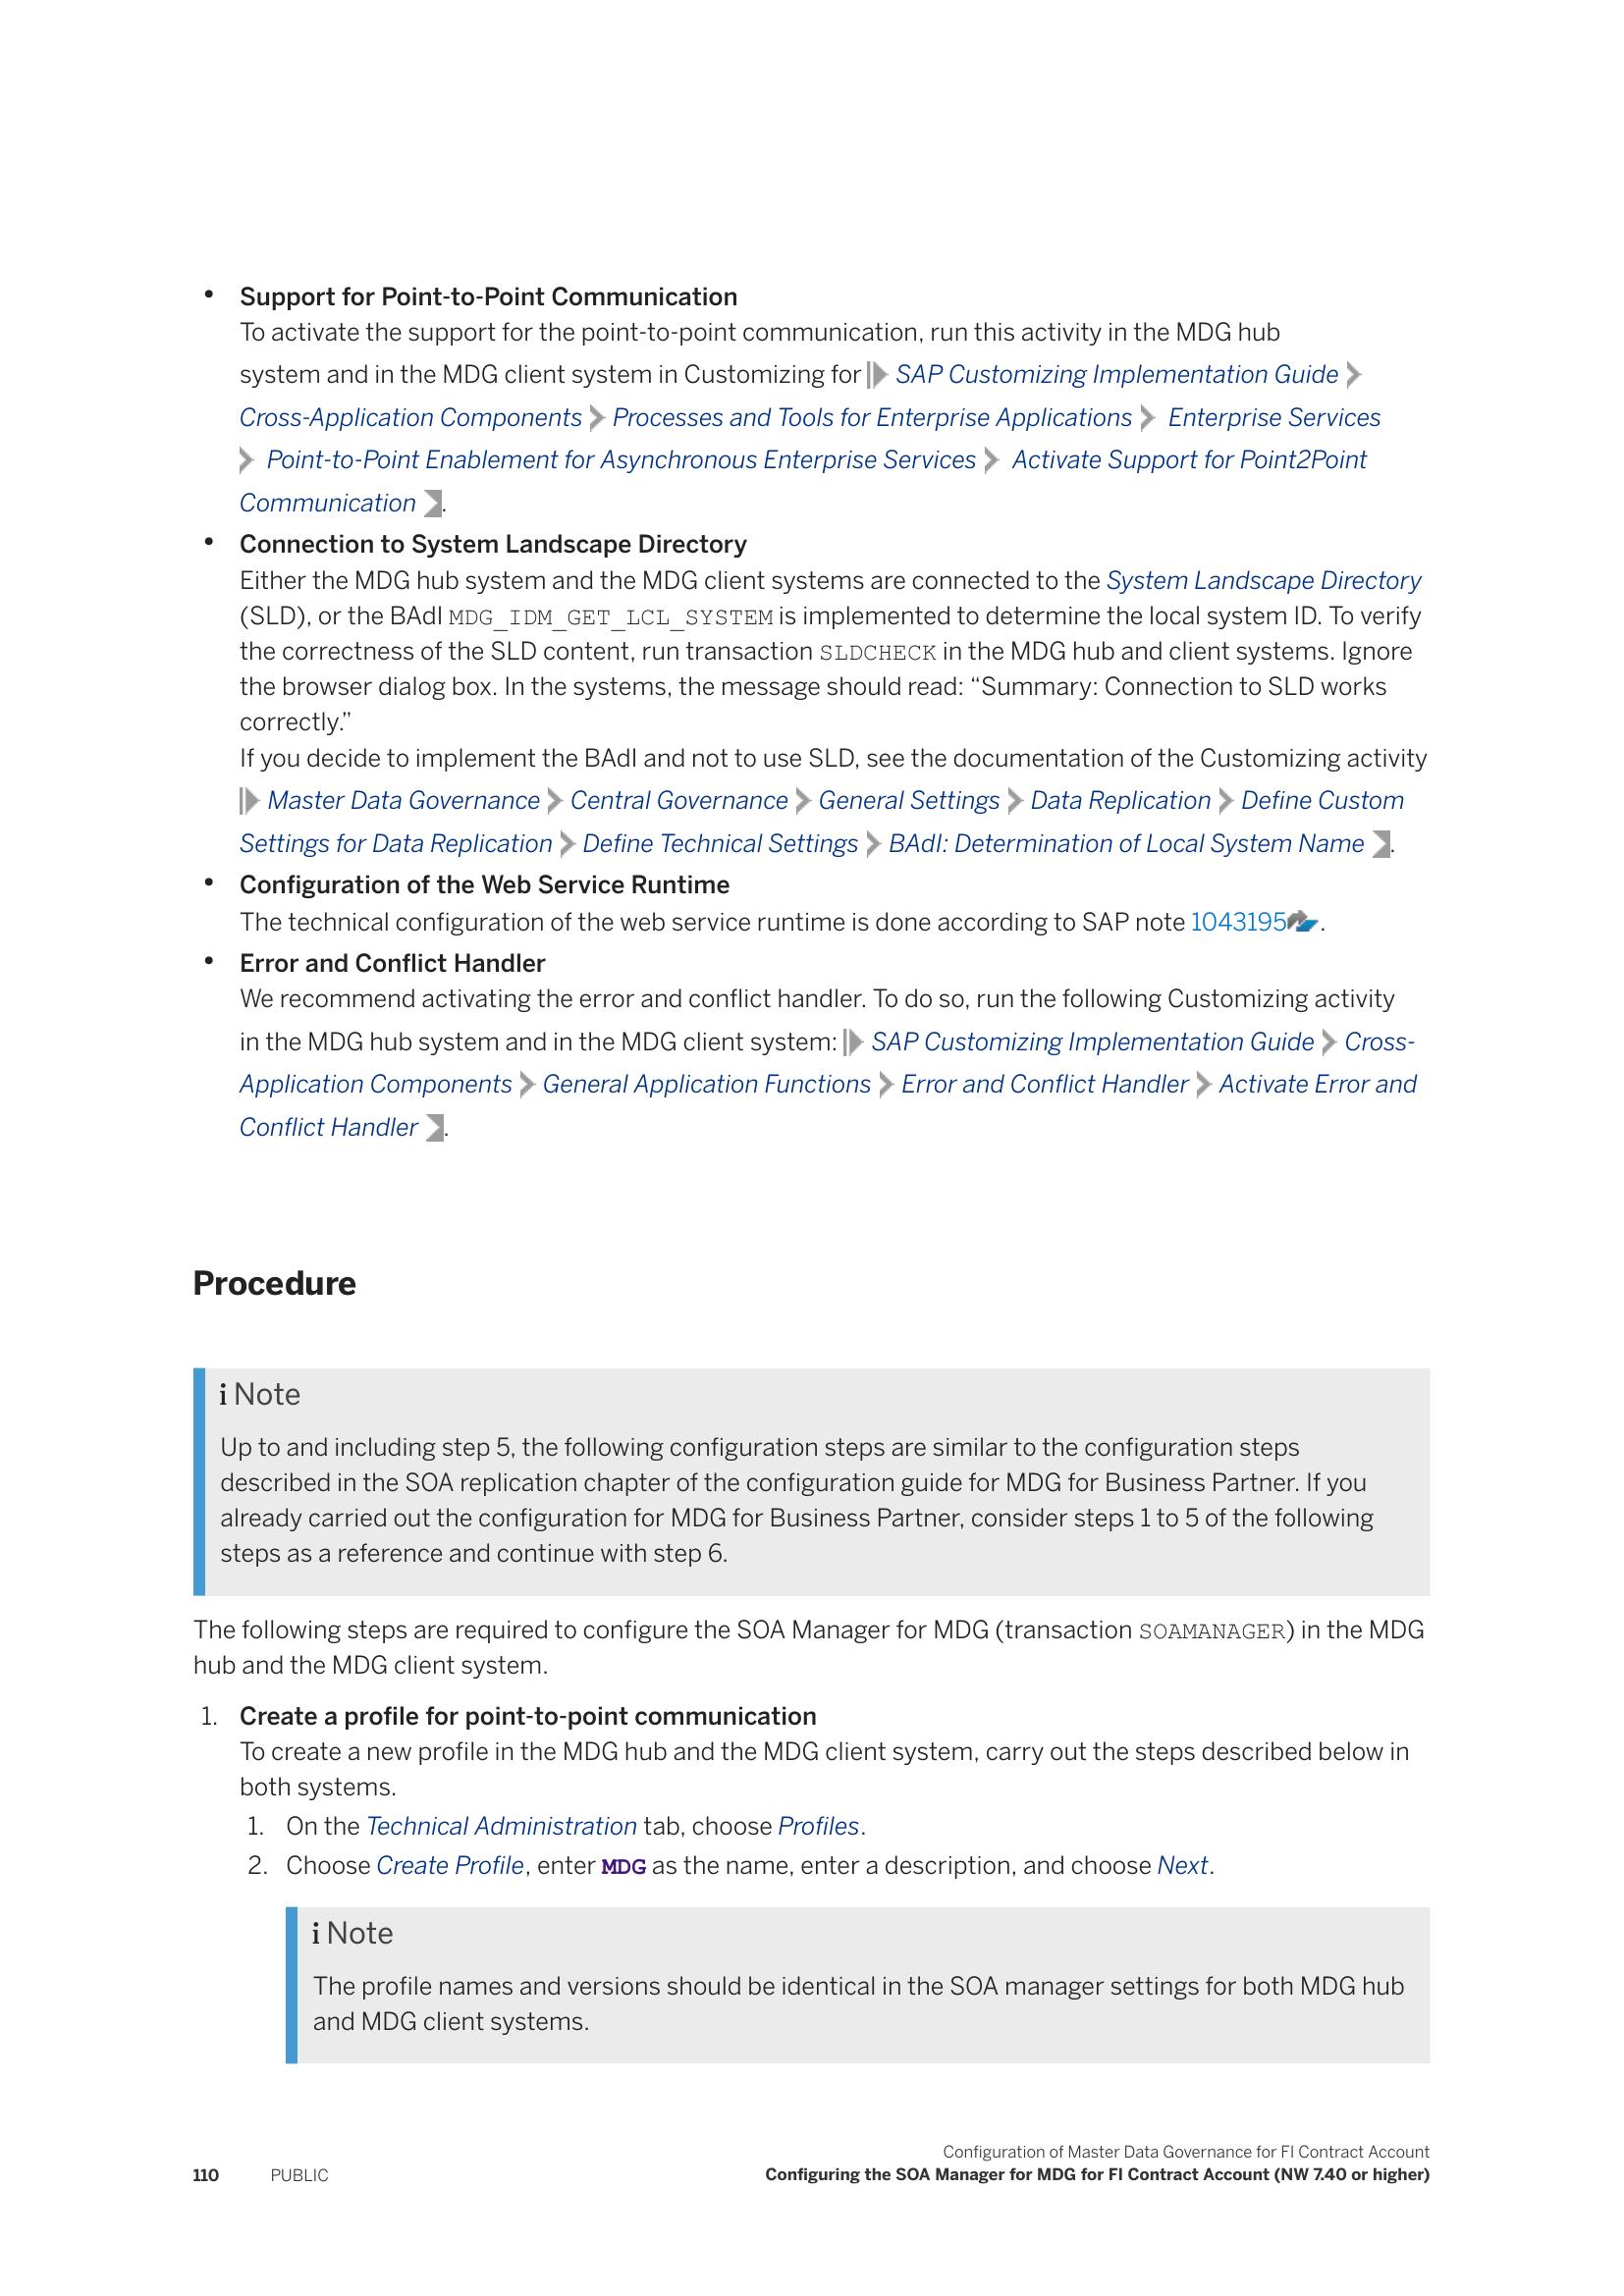 • Support for Point-to-Point Communication
To activate the support for the point-to-point communication, run this activity in the MDG hub
system and in the MDG client system in Customizing for SAP Customizing Implementation Guide
Cross-Application Components Processes and Tools for Enterprise Applications Enterprise Services
Point-to-Point Enablement for Asynchronous Enterprise Services Activate Support for Point2Point
Communication .
• Connection to System Landscape Directory
Either the MDG hub system and the MDG client systems are connected to the System Landscape Directory
(SLD), or the BAdI MDG_IDM_GET_LCL_SYSTEM is implemented to determine the local system ID. To verify
the correctness of the SLD content, run transaction SLDCHECK in the MDG hub and client systems. Ignore
the browser dialog box. In the systems, the message should read: “Summary: Connection to SLD works
correctly.”
If you decide to implement the BAdI and not to use SLD, see the documentation of the Customizing activity
Master Data Governance Central Governance General Settings Data Replication Define Custom
Settings for Data Replication Define Technical Settings BAdI: Determination of Local System Name .
• Configuration of the Web Service Runtime
The technical configuration of the web service runtime is done according to SAP note 1043195 .
• Error and Conflict Handler
We recommend activating the error and conflict handler. To do so, run the following Customizing activity
in the MDG hub system and in the MDG client system: SAP Customizing Implementation Guide Cross-
Application Components General Application Functions Error and Conflict Handler Activate Error and
Conflict Handler .
Procedure
i Note
Up to and including step 5, the following configuration steps are similar to the configuration steps
described in the SOA replication chapter of the configuration guide for MDG for Business Partner. If you
already carried out the configuration for MDG for Business Partner, consider steps 1 to 5 of the following
steps as a reference and continue with step 6.
The following steps are required to configure the SOA Manager for MDG (transaction SOAMANAGER) in the MDG
hub and the MDG client system.
1. Create a profile for point-to-point communication
To create a new profile in the MDG hub and the MDG client system, carry out the steps described below in
both systems.
1. On the Technical Administration tab, choose Profiles.
2. Choose Create Profile, enter MDG as the name, enter a description, and choose Next.
i Note
The profile names and versions should be identical in the SOA manager settings for both MDG hub
and MDG client systems.
Configuration of Master Data Governance for FI Contract Account
110 PUBLIC Configuring the SOA Manager for MDG for FI Contract Account (NW 7.40 or higher)